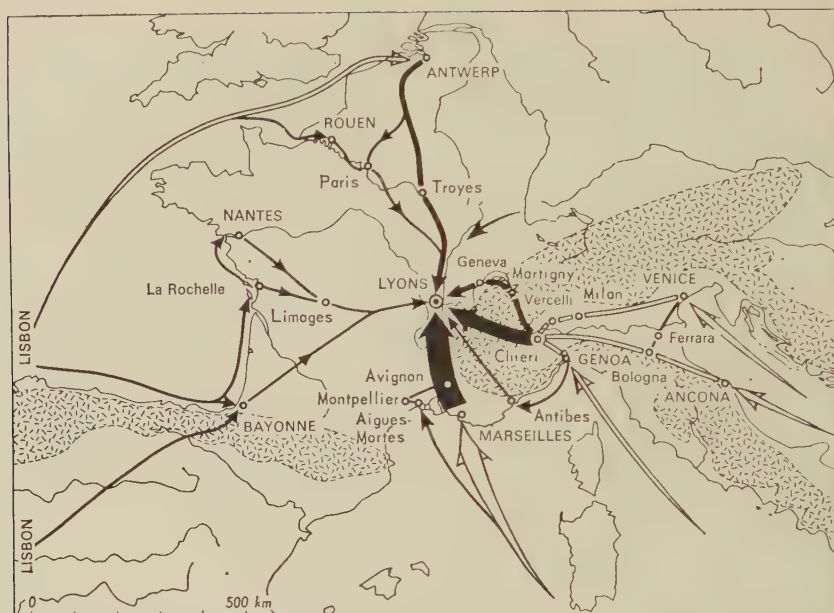 ANTWERP
ROUEN
Paris
Troyes
NANTES
Geneva
Martigny
La Rochelle
LYONS
Vercelli
Milan
VENICE
Limoges
LISBON
Chieri
Ferrara
GENOA
Bologna
Avignon
Montpellier
Aigues-
Mortes
Antibes
ANCONA
BAYONNE
MARSEILLES
LISBON
0 500 km